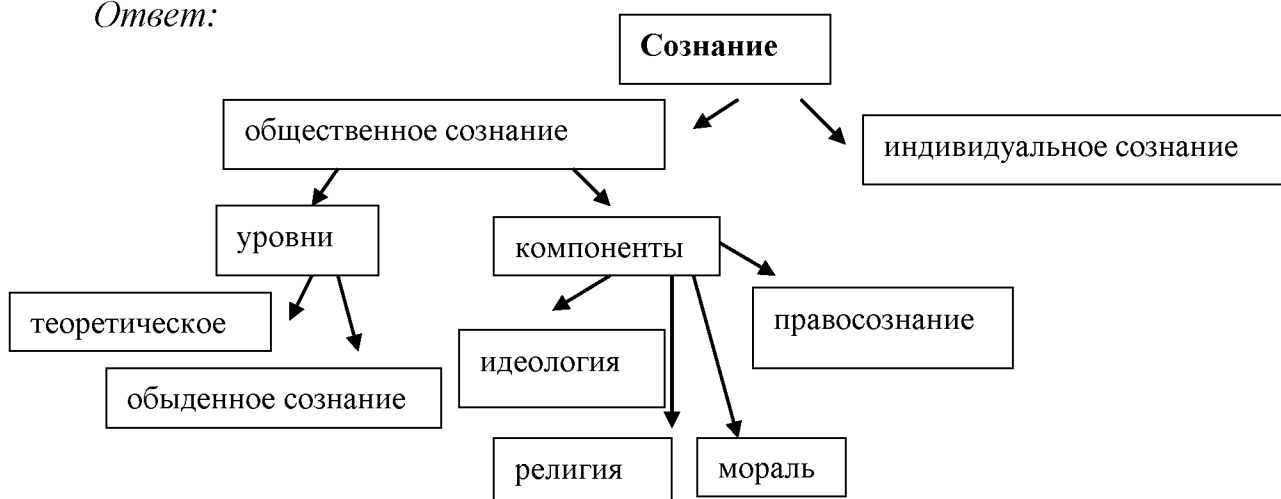 Ответ:
Сознание
общественное сознание
индивидуальное сознание
уровни
компоненты
теоретическое
правосознание
идеология
обыденное сознание
религия
мораль